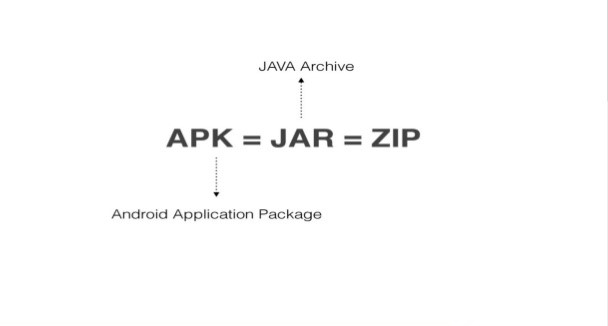 JAVA Archive
APK = JAR = ZIP
Android Application Package